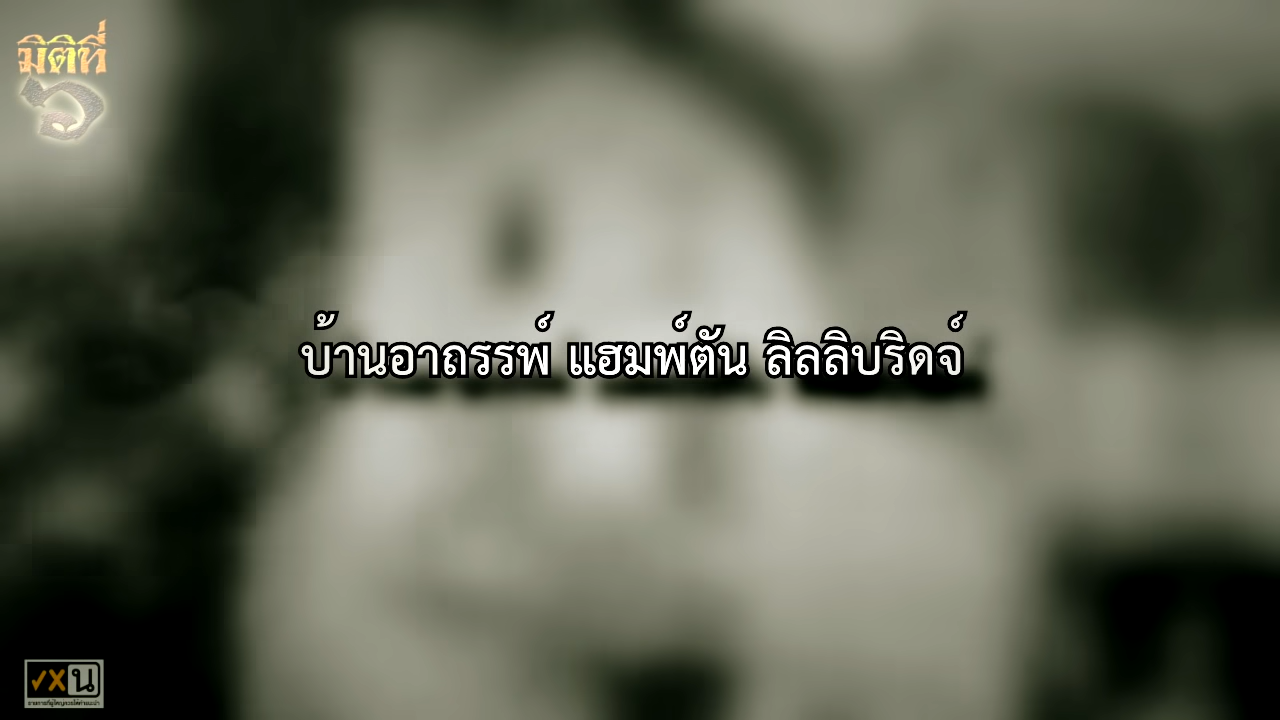 มิติที่
๖
บ้านอาถรรพ์ แฮมพ์ตัน ลิลลิบริดจ์
น